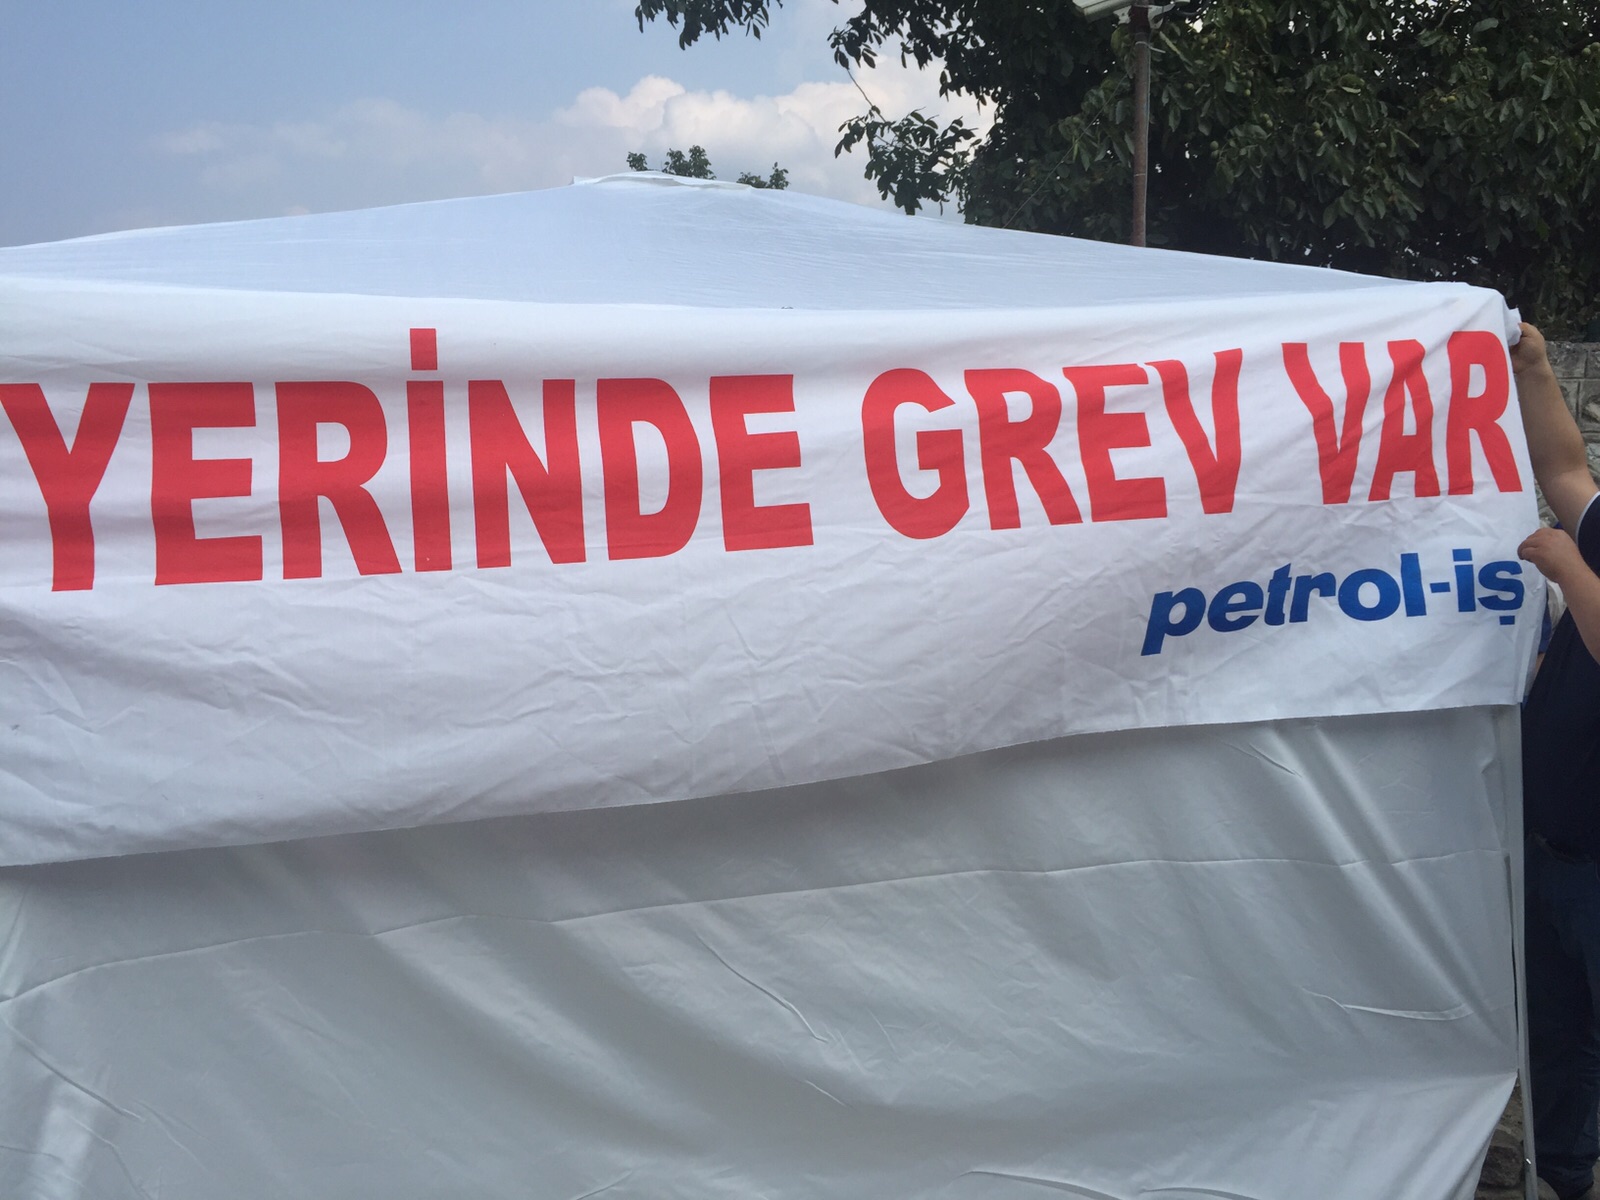 YERİNDE GREV VAR
petrol-iş